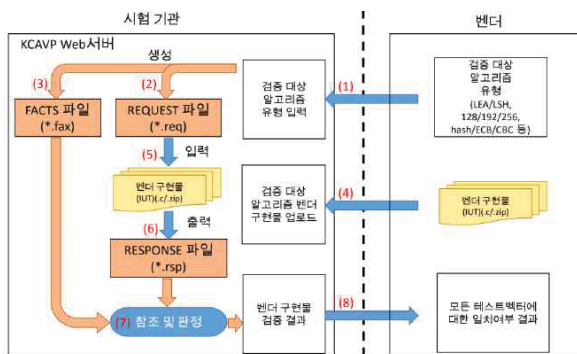 시험 기관
벤더
KCAVP Web서버
생성
(3)
(2)
(1)
FACTS 파일
(*.fax)
REQUEST 파일
(*.req)
검증 대상
알고리즘
유형 입력
검증 대상
알고리즘
유형
(LEA/LSH,
128/192/256,
hash/ECB/CBC 등)
(5)
입력
벤더 구현물
(IUT)(.c/.zip)
(4)
검증 대상
알고리즘 벤더
구현물 업로드
벤더 구현물
(IUT)(.c/.zip)
(6)
출력
RESPONSE 파일
(*.rsp)
(7)
참조 및 판정
벤더 구현물
검증 결과
(8)
모든 테스트벡터에
대한 일치여부 결과